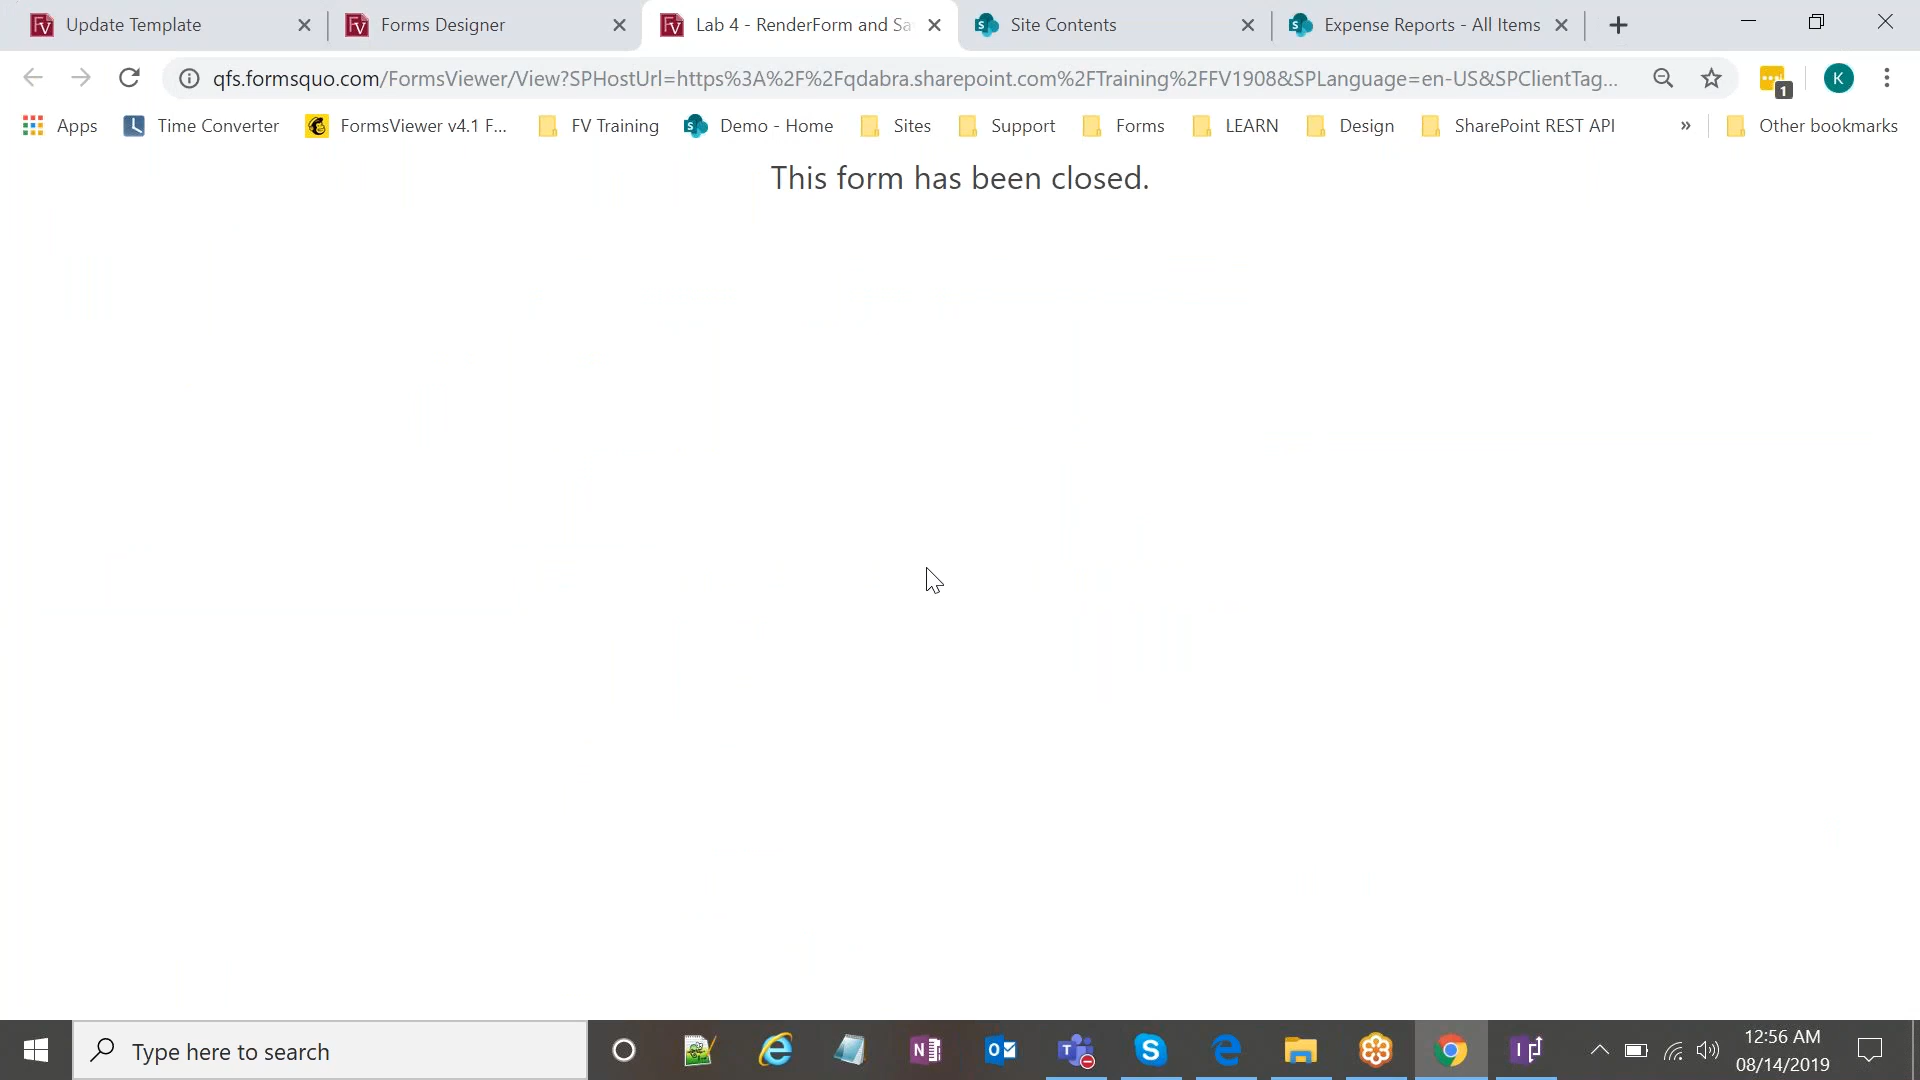 Update Template
Forms Designer
Lab 4 - RenderForm and Sa
Site Contents
Expense Reports - All Items
qfs.formsquo.com/FormsViewer/View?SPHostUrl=https%3A%2F%2Fqdabra.sharepoint.com%2FTraining%2FFV1908&SPLanguage=en-US&SPClientTag...
1
K
Apps
Time Converter
FormsViewer v4.1 F...
FV Training
Demo - Home
Sites
Support
Forms
LEARN
Design
SharePoint REST API
»
Other bookmarks
This form has been closed.
Type here to search
12:56 AM
08/14/2019